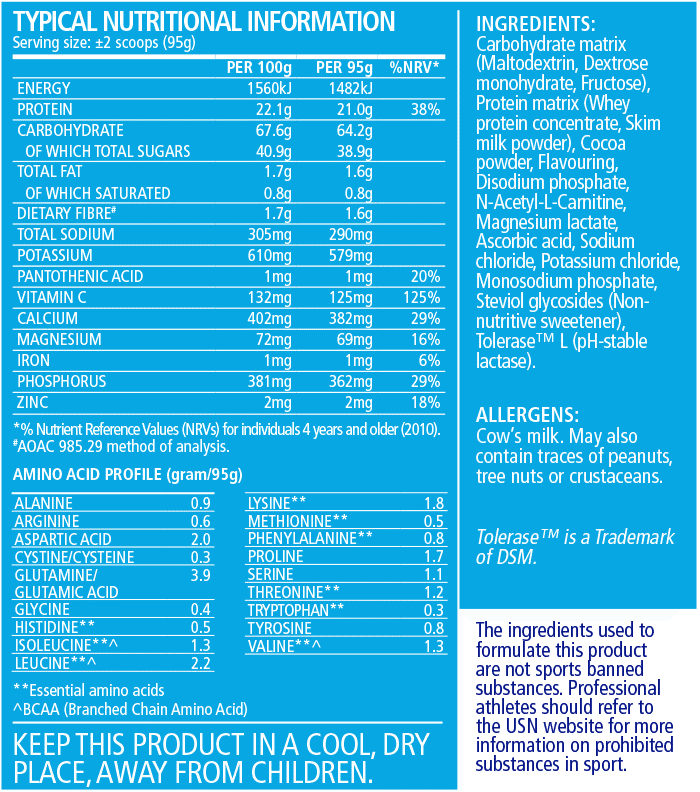 TYPICAL NUTRITIONAL INFORMATION
Serving size: ±2 scoops (95g)
PER 100g PER 95g %NRV*
ENERGY 1560kJ 1482kJ
PROTEIN 22.1g 21.0g 38%
CARBOHYDRATE 67.6g 64.2g
OF WHICH TOTAL SUGARS 40.9g 38.9g
TOTAL FAT 1.7g 1.6g
OF WHICH SATURATED 0.8g 0.8g
DIETARY FIBRE# 1.7g 1.6g
TOTAL SODIUM 305mg 290mg
POTASSIUM 610mg 579mg
PANTOTHENIC ACID 1mg 1mg 20%
VITAMIN C 132mg 125mg 125%
CALCIUM 402mg 382mg 29%
MAGNESIUM 72mg 69mg 16%
IRON 1mg 1mg 6%
PHOSPHORUS 381mg 362mg 29%
ZINC 2mg 2mg 18%
*% Nutrient Reference Values (NRVs) for individuals 4 years and older (2010).
#AOAC 985.29 method of analysis.
AMINO ACID PROFILE (gram/95g)
ALANINE 0.9
ARGININE 0.6
ASPARTIC ACID 2.0
CYSTINE/CYSTEINE 0.3
GLUTAMINE/ 3.9
GLUTAMIC ACID
GLYCINE 0.4
HISTIDINE** 0.5
ISOLEUCINE**^ 1.3
LEUCINE**^ 2.2
LYSINE** 1.8
METHIONINE** 0.5
PHENYLALANINE** 0.8
PROLINE 1.7
SERINE 1.1
THREONINE** 1.2
TRYPTOPHAN** 0.3
TYROSINE 0.8
VALINE**^ 1.3
**Essential amino acids
^BCAA (Branched Chain Amino Acid)
KEEP THIS PRODUCT IN A COOL, DRY
PLACE, AWAY FROM CHILDREN.
INGREDIENTS:
Carbohydrate matrix
(Maltodextrin, Dextrose
monohydrate, Fructose),
Protein matrix (Whey
protein concentrate, Skim
milk powder), Cocoa
powder, Flavouring,
Disodium phosphate,
N-Acetyl-L-Carnitine,
Magnesium lactate,
Ascorbic acid, Sodium
chloride, Potassium chloride,
Monosodium phosphate,
Steviol glycosides (Non-
nutritive sweetener),
Tolerase™ L (pH-stable
lactase).
ALLERGENS:
Cow's milk. May also
contain traces of peanuts,
tree nuts or crustaceans.
Tolerase™ is a Trademark
of DSM.
The ingredients used to
formulate this product
are not sports banned
substances. Professional
athletes should refer to
the USN website for more
information on prohibited
substances in sport.